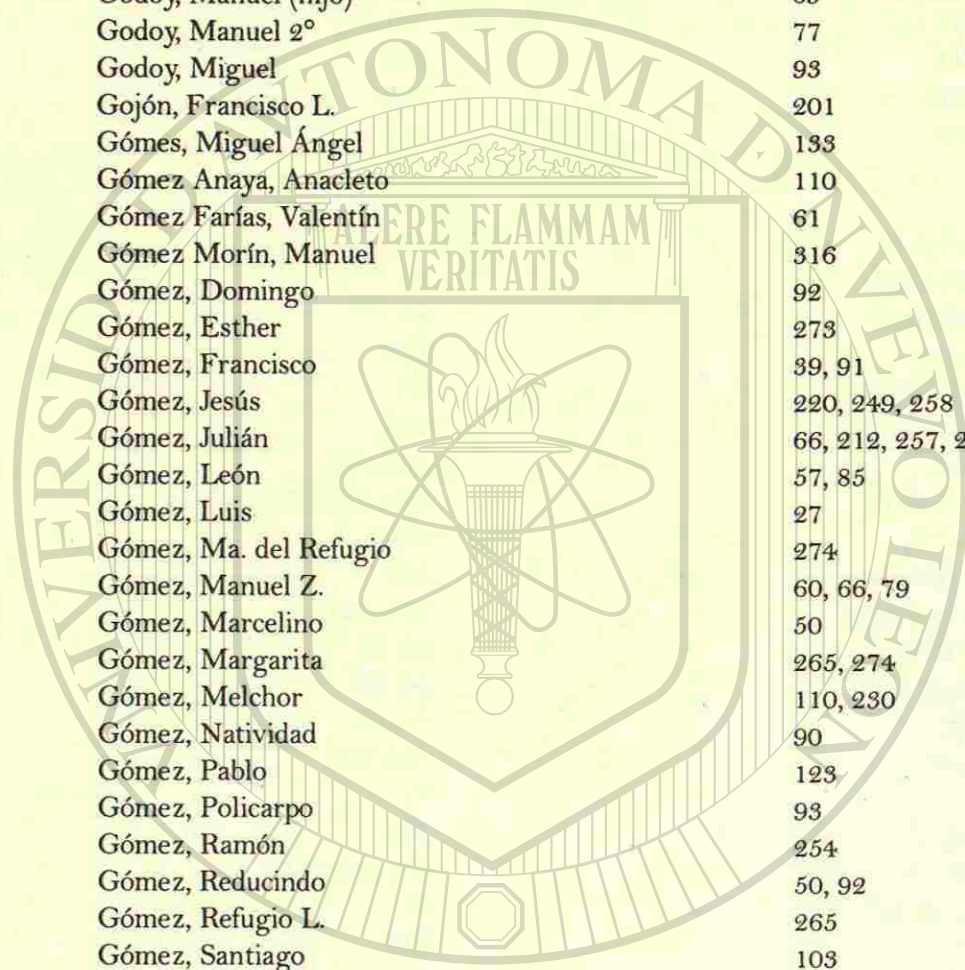 Godoy, Manuel 2° 77
Godoy, Miguel 93
Gojón, Francisco L. 201
Gómes, Miguel Ángel 133
Gómez Anaya, Anacleto 110
Gómez Farías, Valentín 61
Gómez Morín, Manuel 316
Gómez, Domingo 92
Gómez, Esther 273
Gómez, Francisco 39, 91
Gómez, Jesús 220, 249, 258
Gómez, Julián 66, 212, 257, 2
Gómez, León 57, 85
Gómez, Luis 27
Gómez, Ma. del Refugio 274
Gómez, Manuel Z. 60, 66, 79
Gómez, Marcelino 50
Gómez, Margarita 265, 274
Gómez, Melchor 110, 230
Gómez, Natividad 90
Gómez, Pablo 123
Gómez, Policarpo 93
Gómez, Ramón 254
Gómez, Reducindo 50, 92
Gómez, Refugio L. 265
Gómez, Santiago 103
UNIVERSIDAD AVTONOMA D NVEVO LEON
ALERE FLAMMAM
VERITATIS